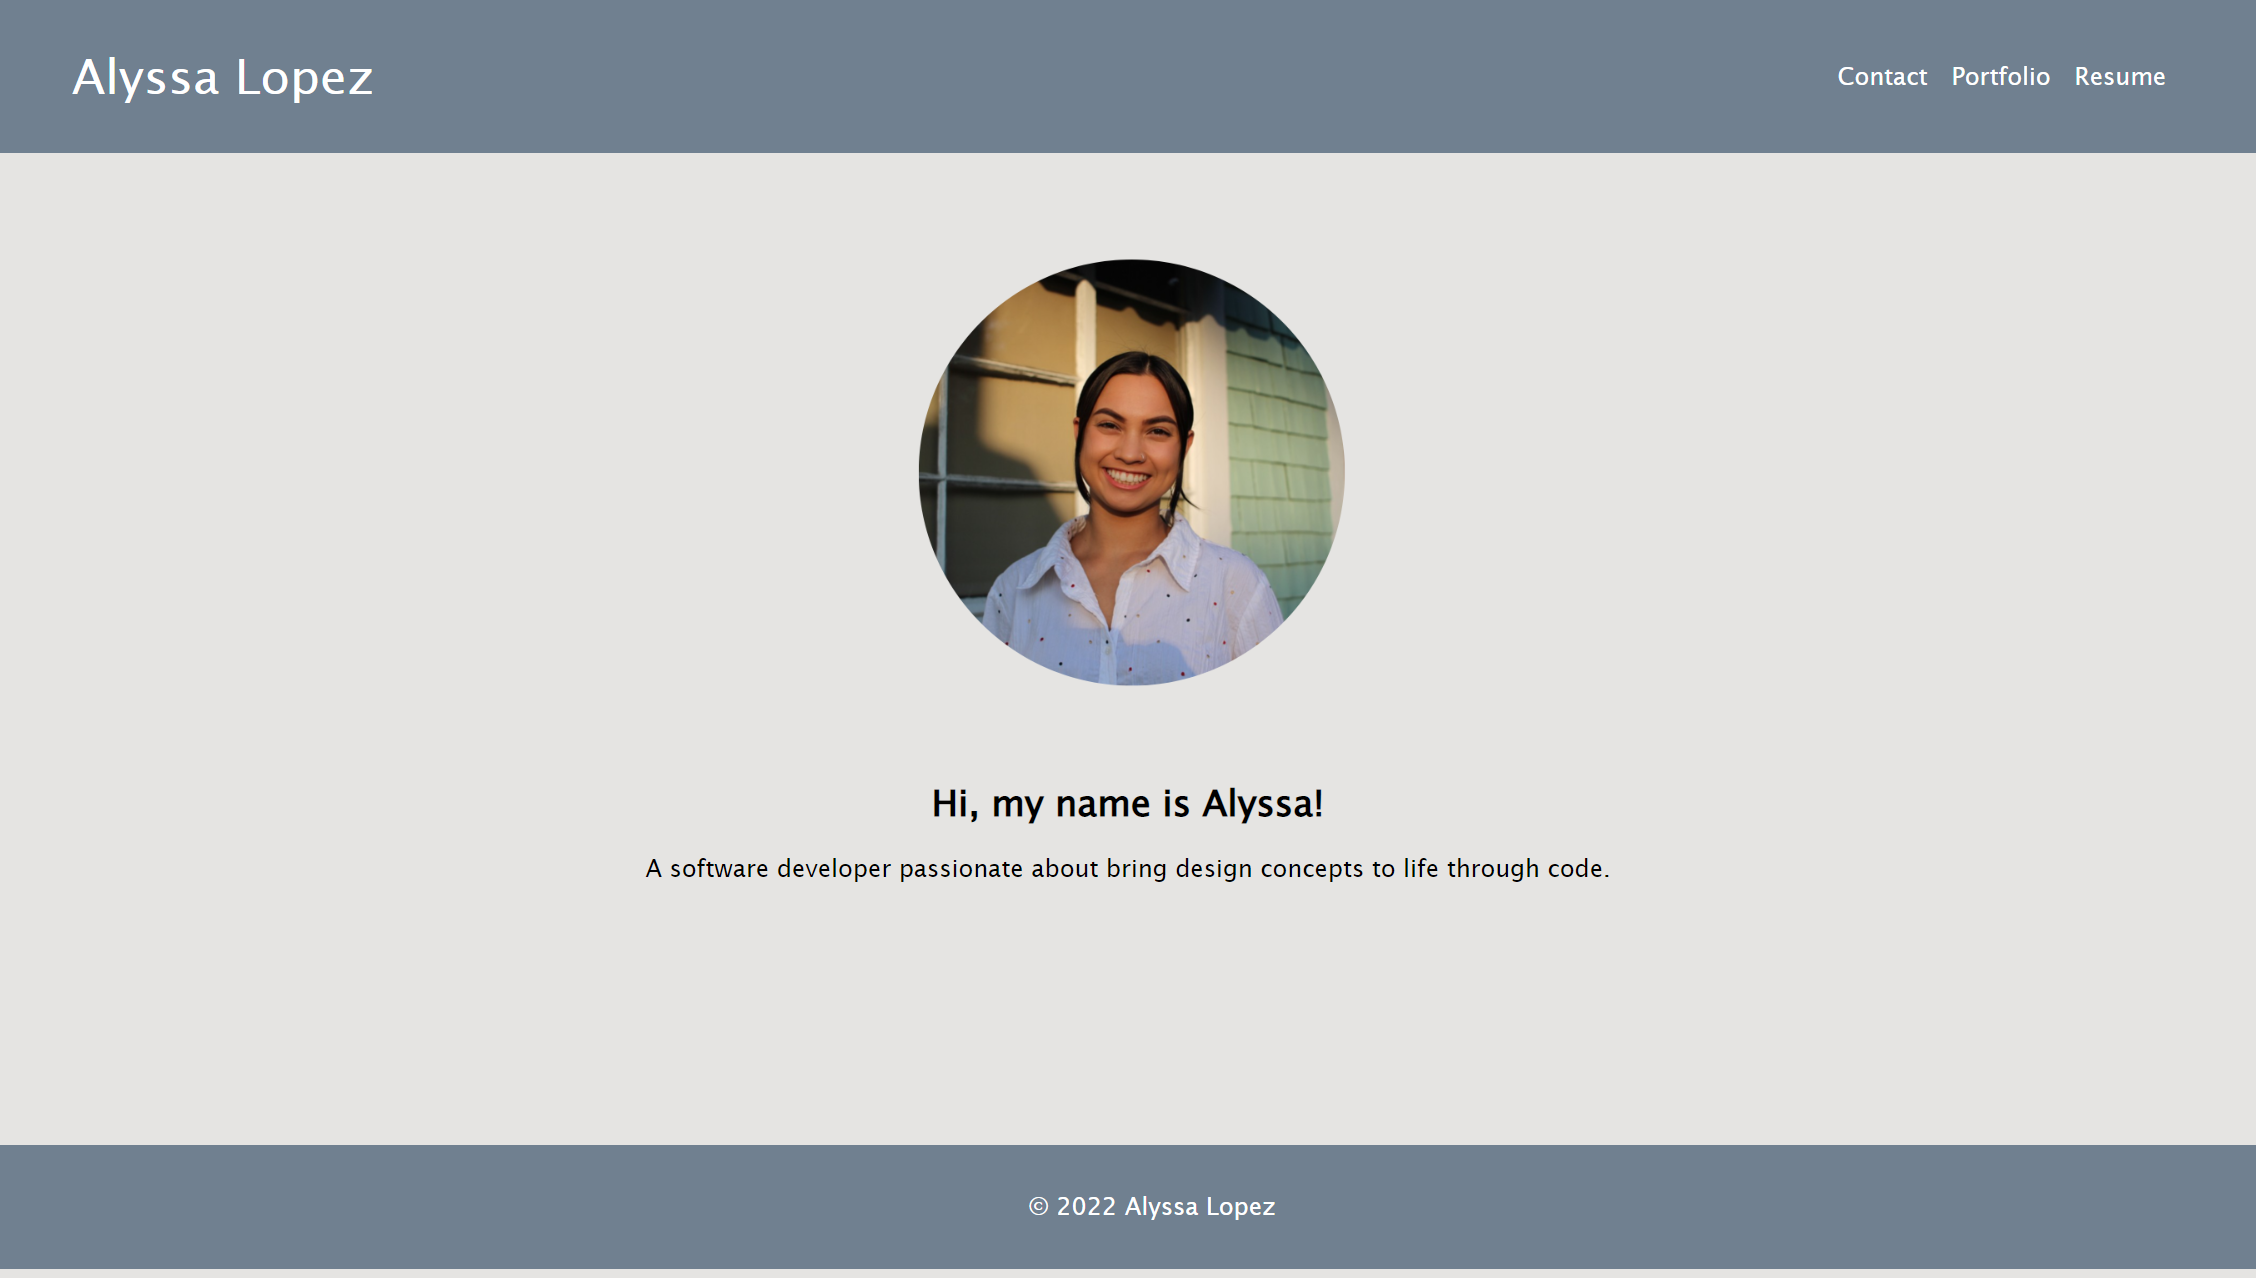 Alyssa Lopez
Contact Portfolio Resume
Hi, my name is Alyssa!
A software developer passionate about bring design concepts to life through code.
© 2022 Alyssa Lopez